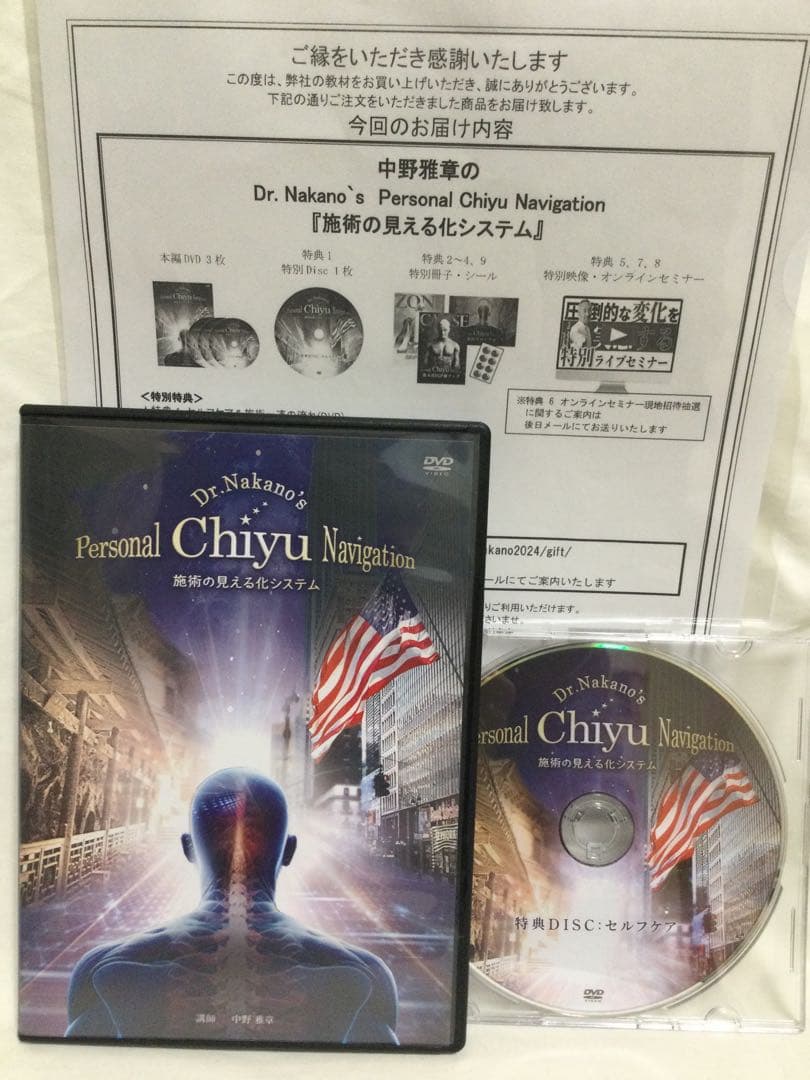 ご縁をいただき感謝いたします
この度は、弊社の教材をお買い上げいただき、誠にありがとうございます。
下記の通りご注文をいただきました商品をお届け致します。
今回のお届け内容
中野雅章の
Dr. Nakano`s Personal Chiyu Navigation
『施術の見える化システム』
本編DVD 3枚
特典1
特別Disc 1枚
特典2～4、9
特別冊子・シール
特典 5、7、8
特別映像・オンラインセミナー
圧倒的な変化を
する
特別ライブセミナー
<特別特典>
※特典 6 オンラインセミナー現地招待抽選
に関するご案内は
後日メールにてお送りいたします
akano2024/gift/
ールにてご案内いたします
りご利用いただけます。
さいませ。
DVD
VIDEO
Dr.Nakano's
Personal Chiyu Navigation
施術の見える化システム
講師 中野 雅章
Dr.Nakano's
ersonal Chiyu Navigation
施術の見える化システム
特典DISC:セルフケア
DVD
VIDEO